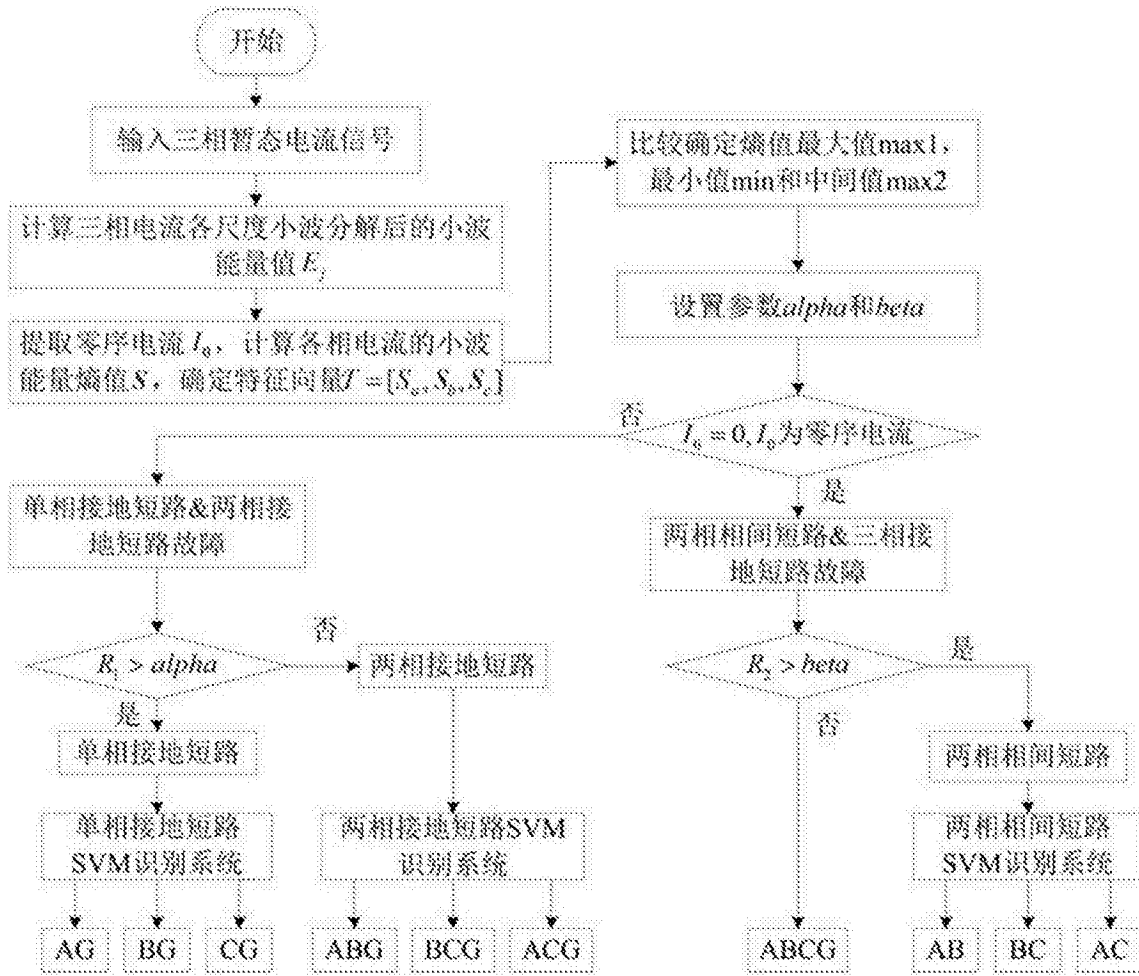 开始
输入三相暂态电流信号
计算三相电流各尺度小波分解后的小波
能量值 E_j
提取零序电流 I_0，计算各相电流的小波
能量熵值 S，确定特征向量T=[S_a,S_b,S_c]
比较确定熵值最大值max1，
最小值min和中间值max2
设置参数alpha和beta
I_0=0,I_0为零序电流
否
是
单相接地短路&两相接
地短路故障
两相相间短路&三相接
地短路故障
R_1 > alpha
否
两相接地短路
R_2 > beta
是
是
否
单相接地短路
两相相间短路
单相接地短路
SVM识别系统
两相接地短路SVM
识别系统
两相相间短路
SVM识别系统
AG
BG
CG
ABG
BCG
ACG
ABCG
AB
BC
AC